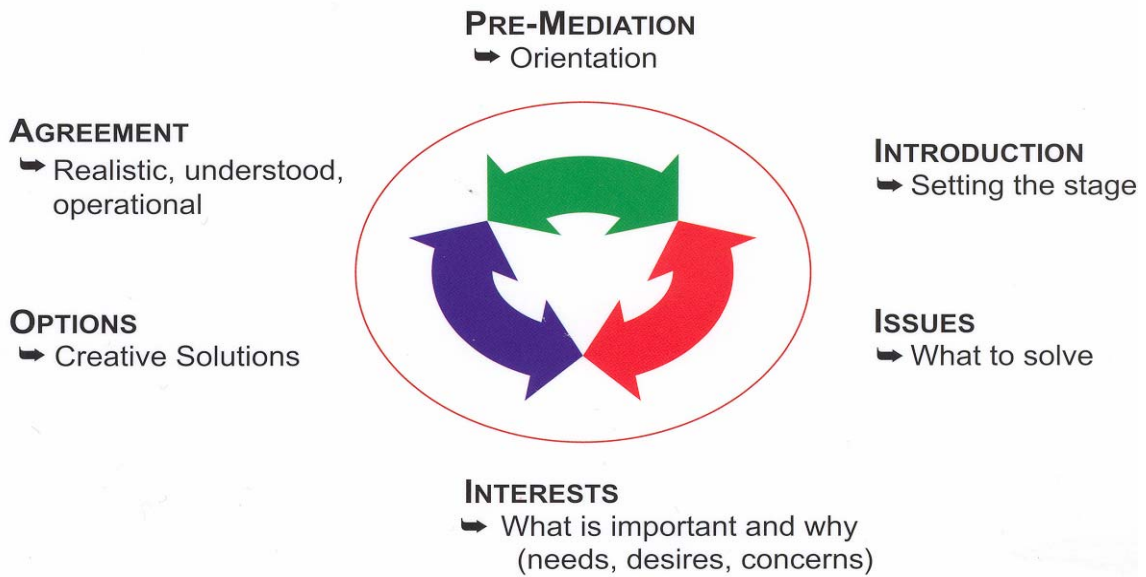 PRE-MEDIATION
➥ Orientation
INTRODUCTION
➥ Setting the stage
ISSUES
➥ What to solve
INTERESTS
➥ What is important and why
(needs, desires, concerns)
OPTIONS
➥ Creative Solutions
AGREEMENT
➥ Realistic, understood,
operational